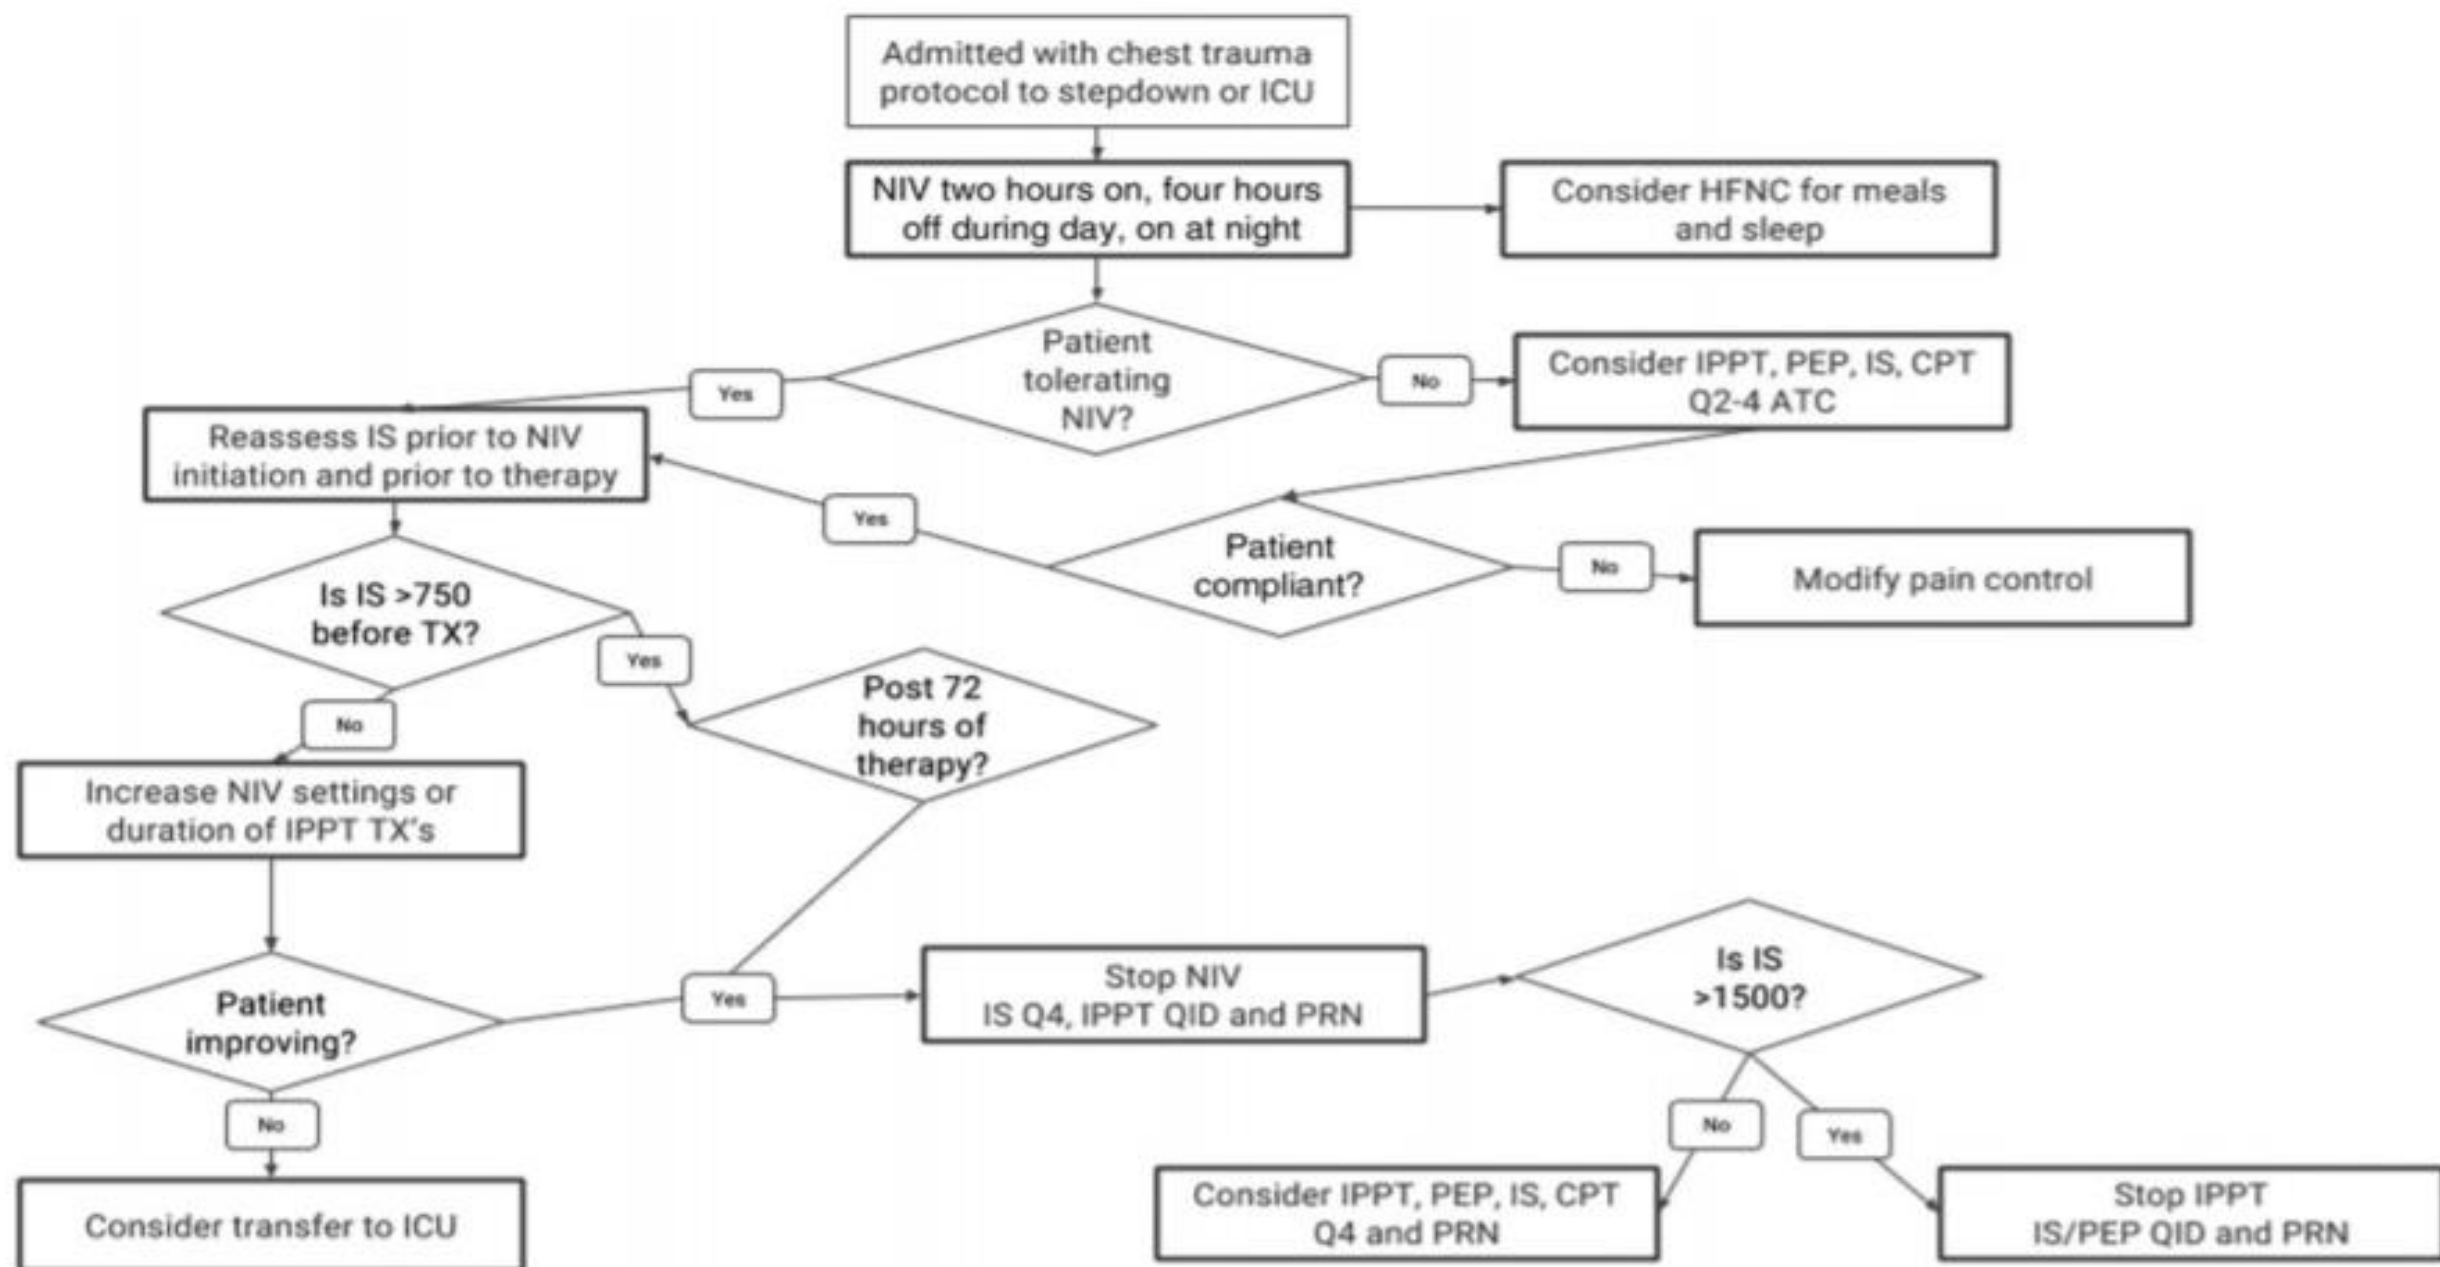 Admitted with chest trauma
protocol to stepdown or ICU
NIV two hours on, four hours
off during day, on at night
Consider HFNC for meals
and sleep
Patient
tolerating
NIV?
Yes
No
Consider IPPT, PEP, IS, CPT
Q2-4 ATC
Reassess IS prior to NIV
initiation and prior to therapy
Yes
Patient
compliant?
No
Modify pain control
Is IS >750
before TX?
Yes
No
Post 72
hours of
therapy?
Increase NIV settings or
duration of IPPT TX's
Patient
improving?
Yes
Stop NIV
IS Q4, IPPT QID and PRN
Is IS
>1500?
No
No
Yes
Consider transfer to ICU
Consider IPPT, PEP, IS, CPT
Q4 and PRN
Stop IPPT
IS/PEP QID and PRN